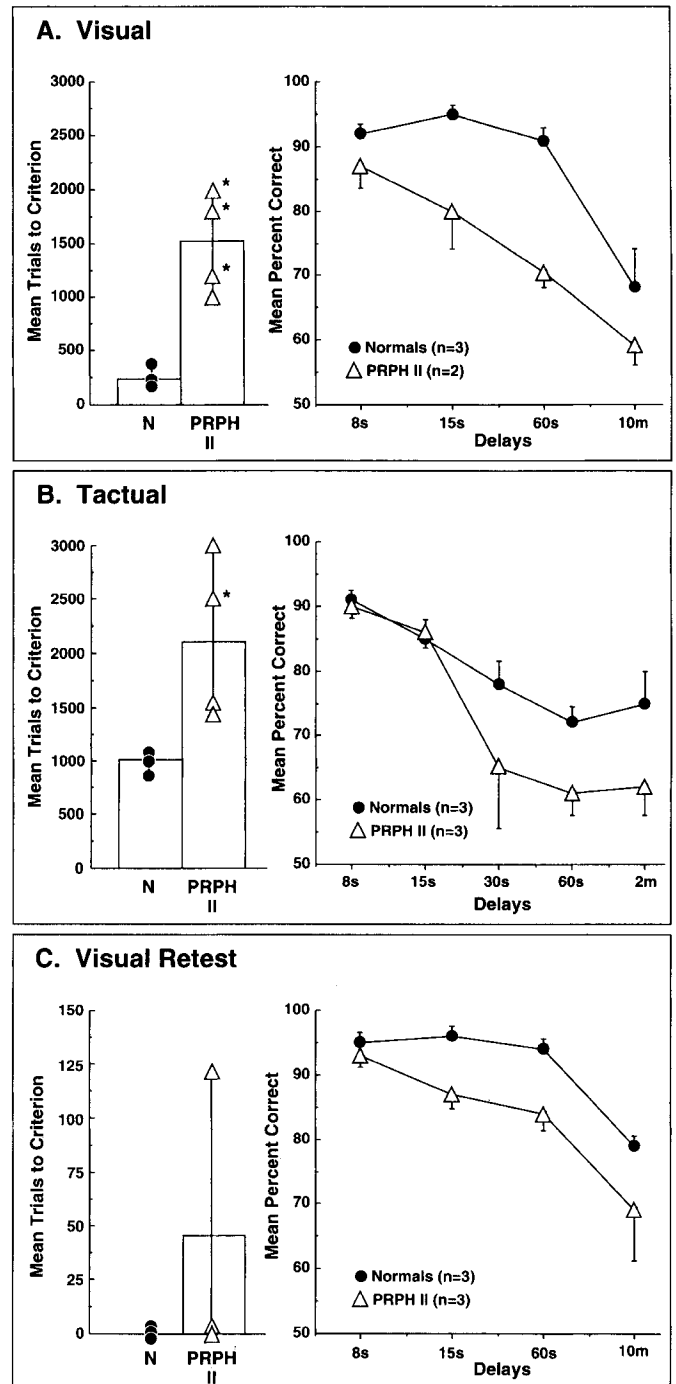 A. Visual
Mean Trials to Criterion
3000
2500
2000
1500
1000
500
0
*
*
*
N
PRPH
II
Mean Percent Correct
100
90
80
70
60
50
Normals (n=3)
PRPH II (n=2)
8s 15s 60s 10m
Delays
B. Tactual
Mean Trials to Criterion
3000
2500
2000
1500
1000
500
0
*
N
PRPH
II
Mean Percent Correct
100
90
80
70
60
50
Normals (n=3)
PRPH II (n=3)
8s 15s 30s 60s 2m
Delays
C. Visual Retest
Mean Trials to Criterion
150
125
100
75
50
25
0
N
PRPH
II
Mean Percent Correct
100
90
80
70
60
50
Normals (n=3)
PRPH II (n=3)
8s 15s 60s 10m
Delays